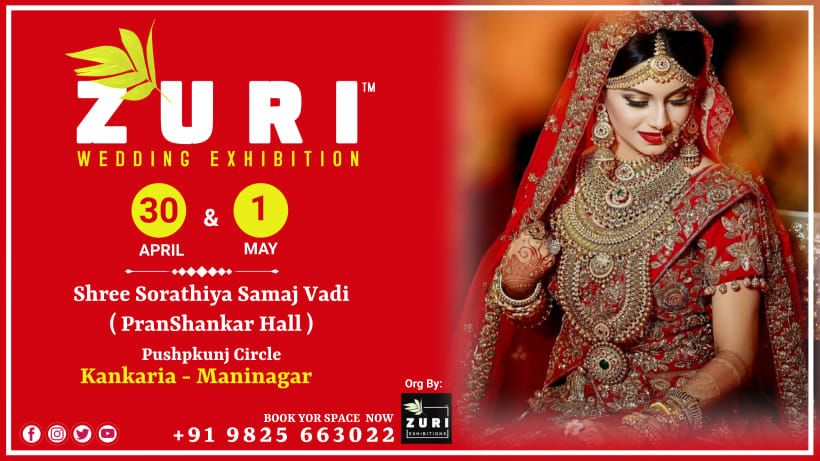 ZURI™
WEDDING EXHIBITION
30 & 1
APRIL MAY
Shree Sorathiya Samaj Vadi
( PranShankar Hall )
Pushpkunj Circle
Kankaria - Maninagar
Org By:
ZURI
EXHIBITIONS
BOOK YOR SPACE NOW
+91 9825 663022